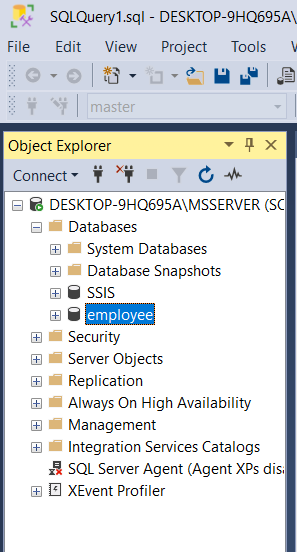 SQLQuery1.sql - DESKTOP-9HQ695A\
File Edit View Project Tools
master
Object Explorer
Connect
DESKTOP-9HQ695A\MSSERVER (SC
Databases
System Databases
Database Snapshots
SSIS
employee
Security
Server Objects
Replication
Always On High Availability
Management
Integration Services Catalogs
SQL Server Agent (Agent XPs disa
XEvent Profiler